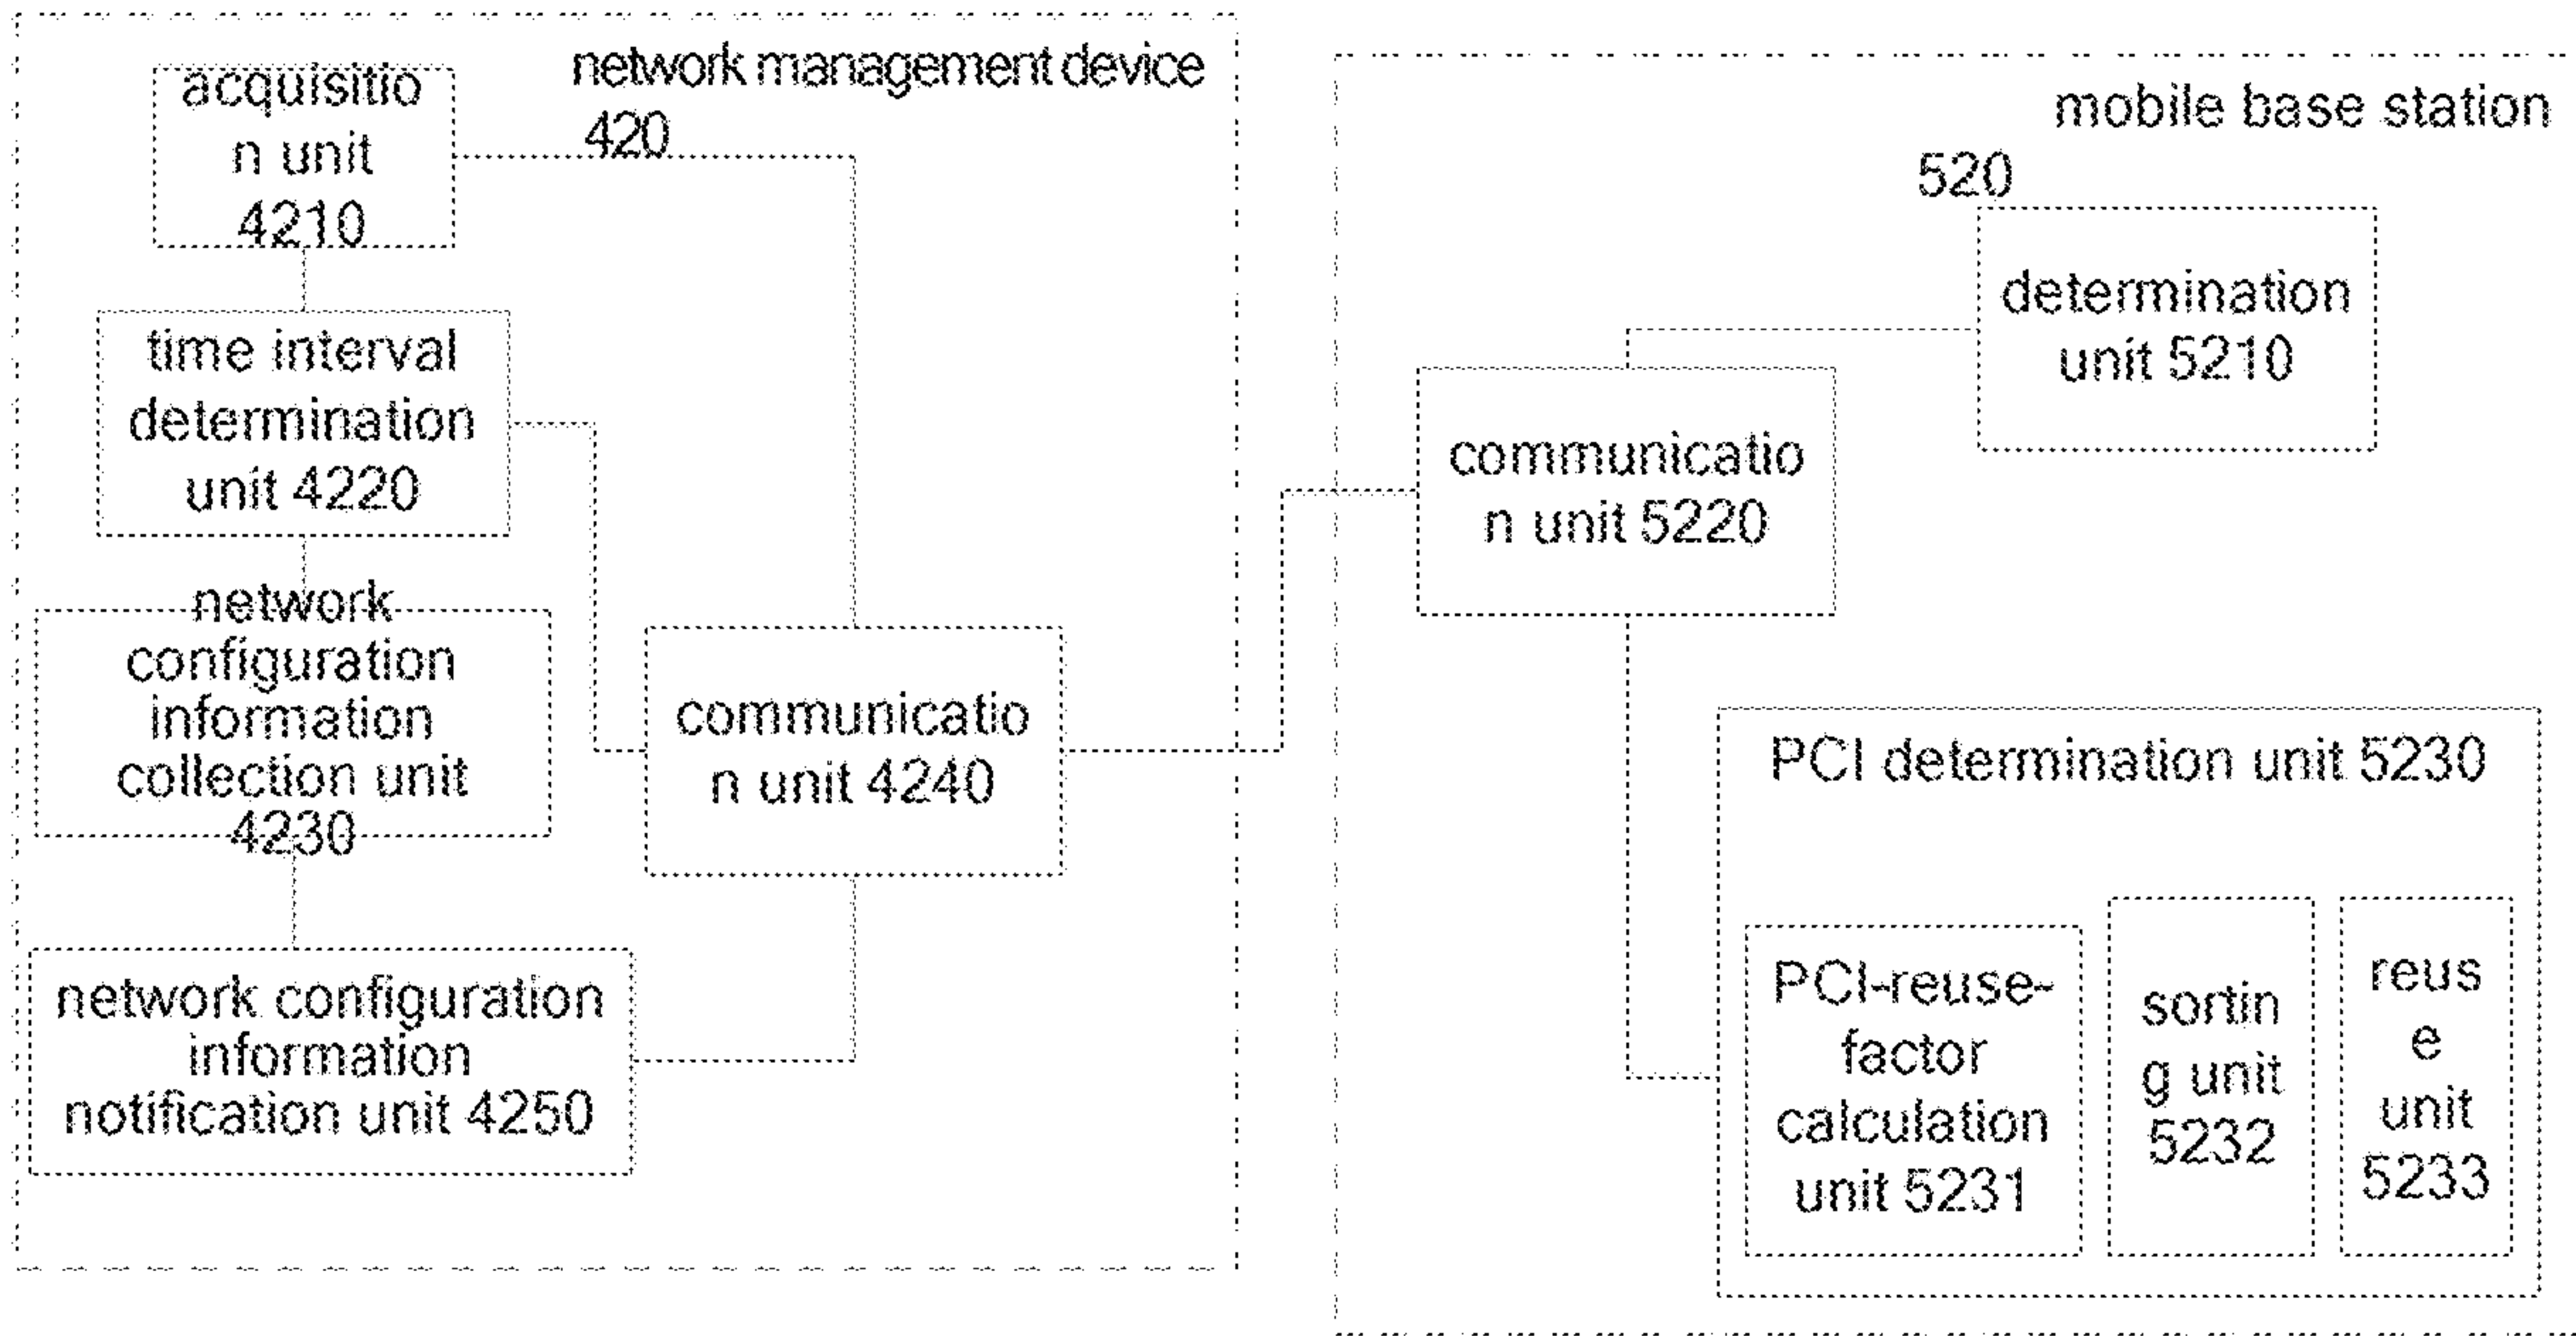 network management device
420
acquisitio
n unit
4210
time interval
determination
unit 4220
network
configuration
information
collection unit
4230
communicatio
n unit 4240
network configuration
information
notification unit 4250
mobile base station
520
determination
unit 5210
communicatio
n unit 5220
PCI determination unit 5230
PCI-reuse-
factor
calculation
unit 5231
sortin
g unit
5232
reus
e
unit
5233